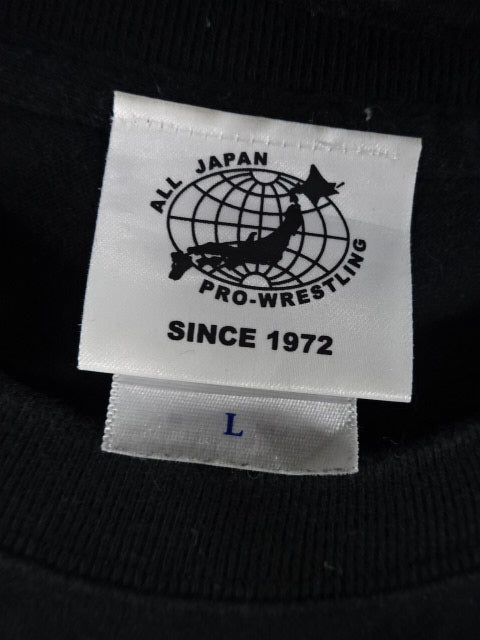 ALL JAPAN
PRO-WRESTLING
SINCE 1972
L